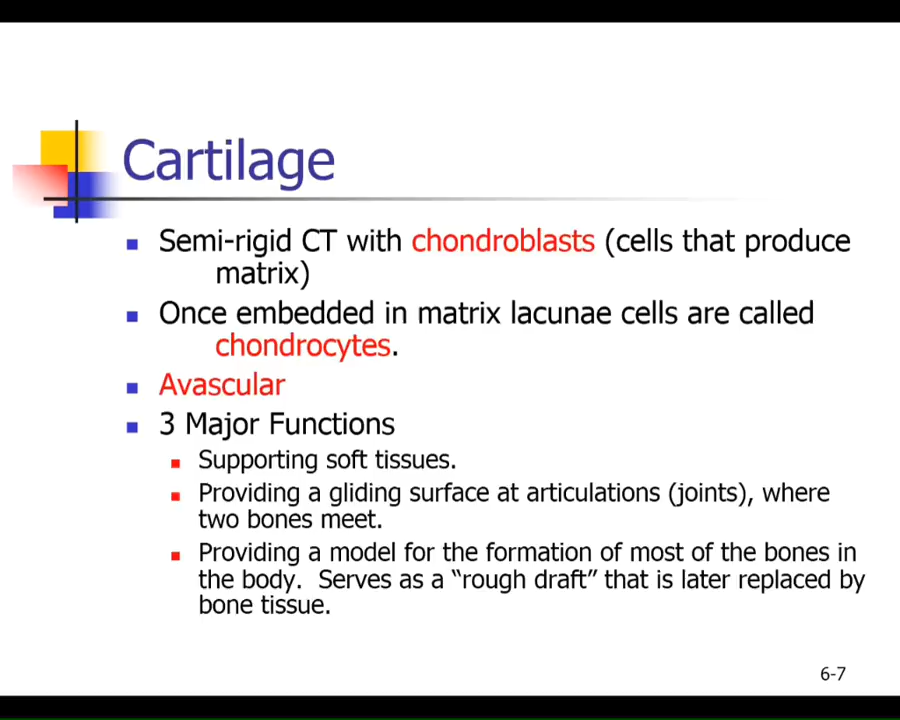 Cartilage
Semi-rigid CT with chondroblasts (cells that produce
matrix)
Once embedded in matrix lacunae cells are called
chondrocytes.
Avascular
3 Major Functions
Supporting soft tissues.
Providing a gliding surface at articulations (joints), where
two bones meet.
Providing a model for the formation of most of the bones in
the body.  Serves as a “rough draft” that is later replaced by
bone tissue.
6-7